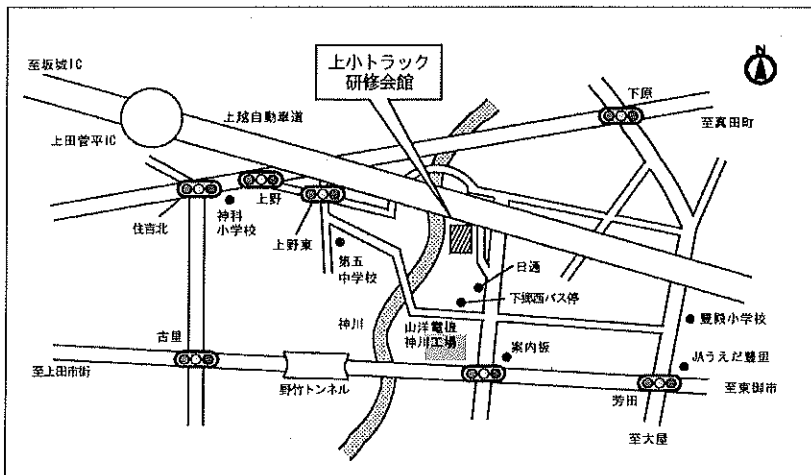 上小トラック
研修会館
N
至坂城IC
上越自動車道
下原
至真田町
上田菅平IC
上野
住吉北
神科
小学校
上野東
第五
中学校
日通
下郷西バス停
神川
山洋電機
神川工場
豊殿小学校
古里
案内板
JAうえだ豊里
至上田市街
野竹トンネル
芳田
至東御市
至大屋